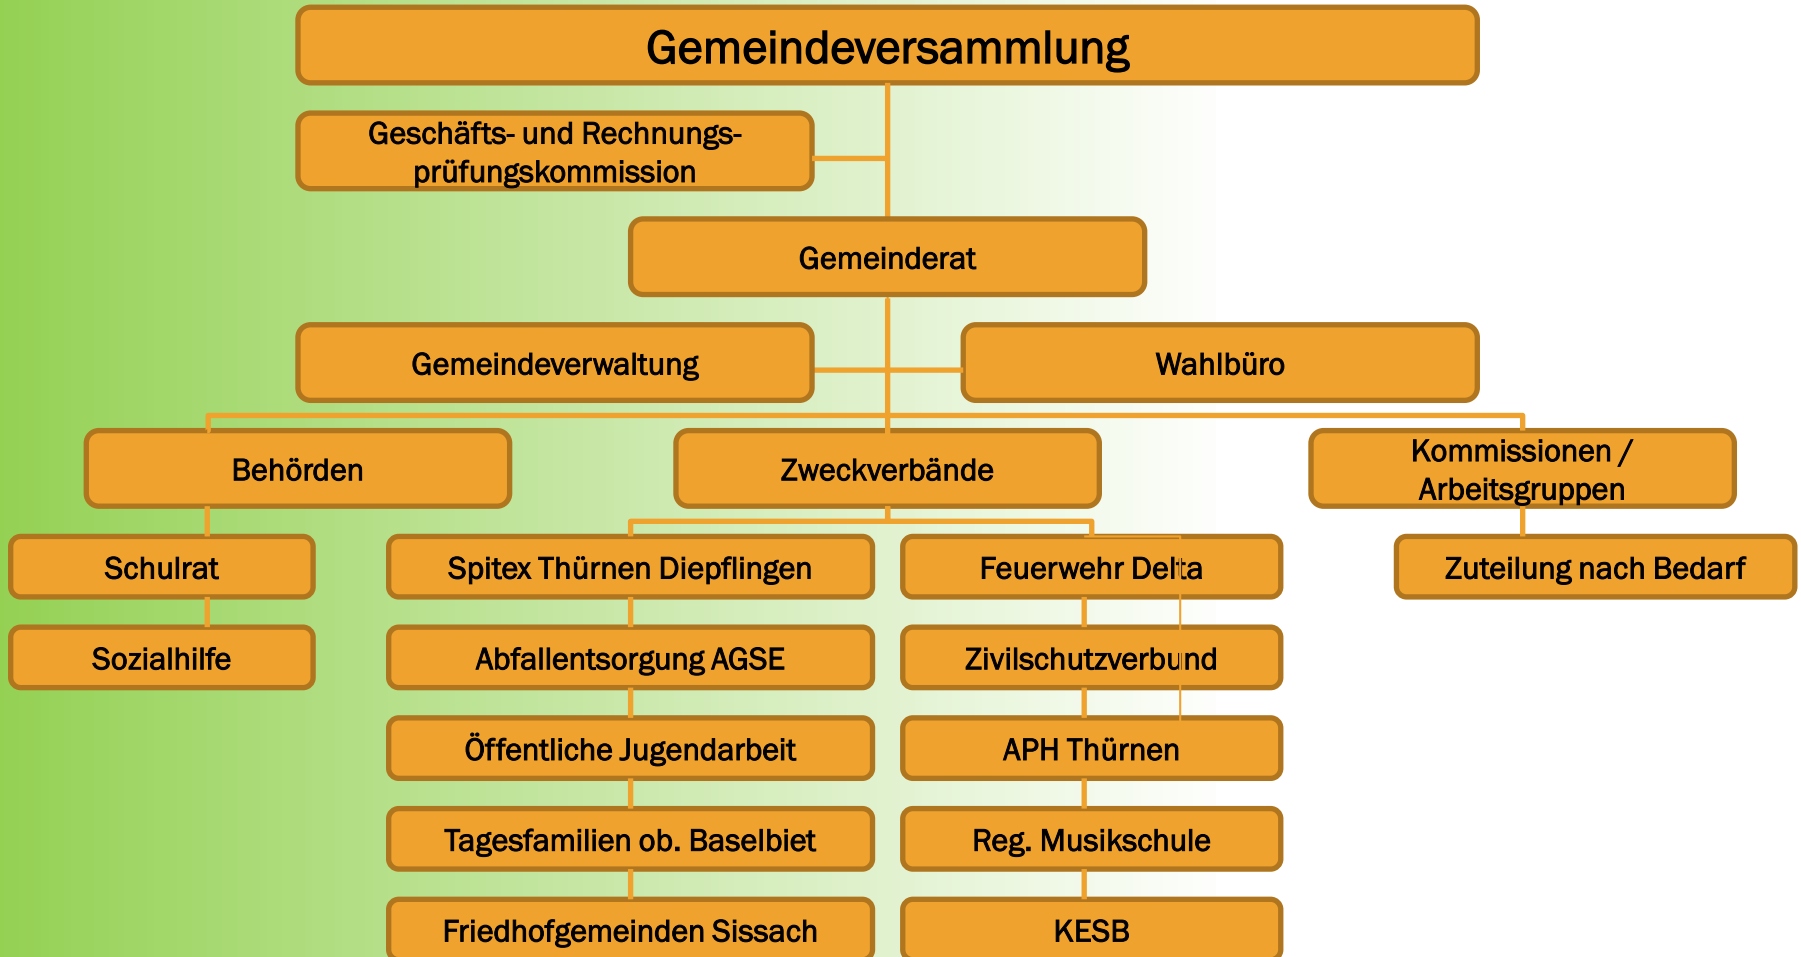 Gemeindeversammlung
Geschäfts- und Rechnungs-
prüfungskommission
Gemeinderat
Gemeindeverwaltung
Wahlbüro
Behörden
Zweckverbände
Kommissionen /
Arbeitsgruppen
Schulrat
Spitex Thürnen Diepflingen
Feuerwehr Delta
Zuteilung nach Bedarf
Sozialhilfe
Abfallentsorgung AGSE
Zivilschutzverbund
Öffentliche Jugendarbeit
APH Thürnen
Tagesfamilien ob. Baselbiet
Reg. Musikschule
Friedhofgemeinden Sissach
KESB